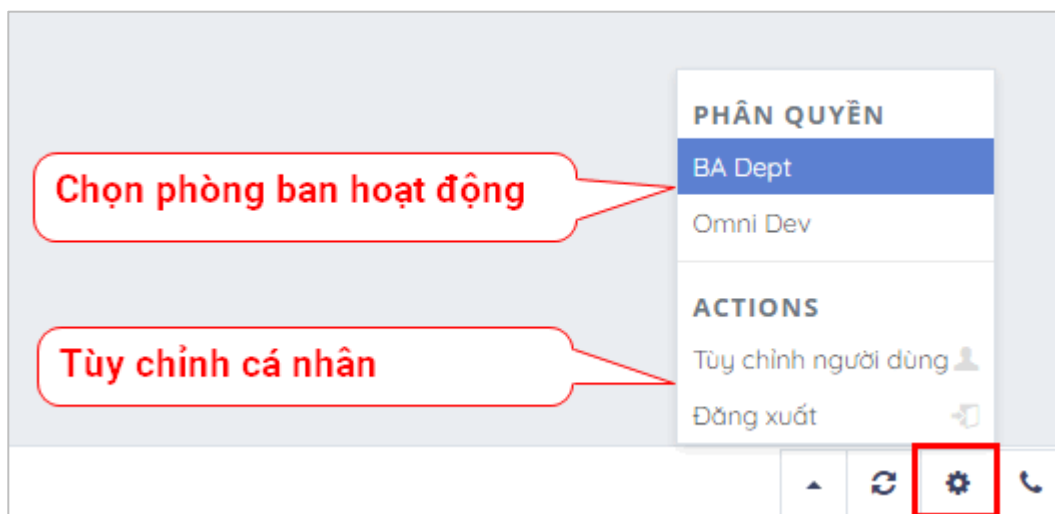 PHÂN QUYỀN
Chọn phòng ban hoạt động
BA Dept
Omni Dev
ACTIONS
Tùy chỉnh cá nhân
Tùy chỉnh người dùng
Đăng xuất